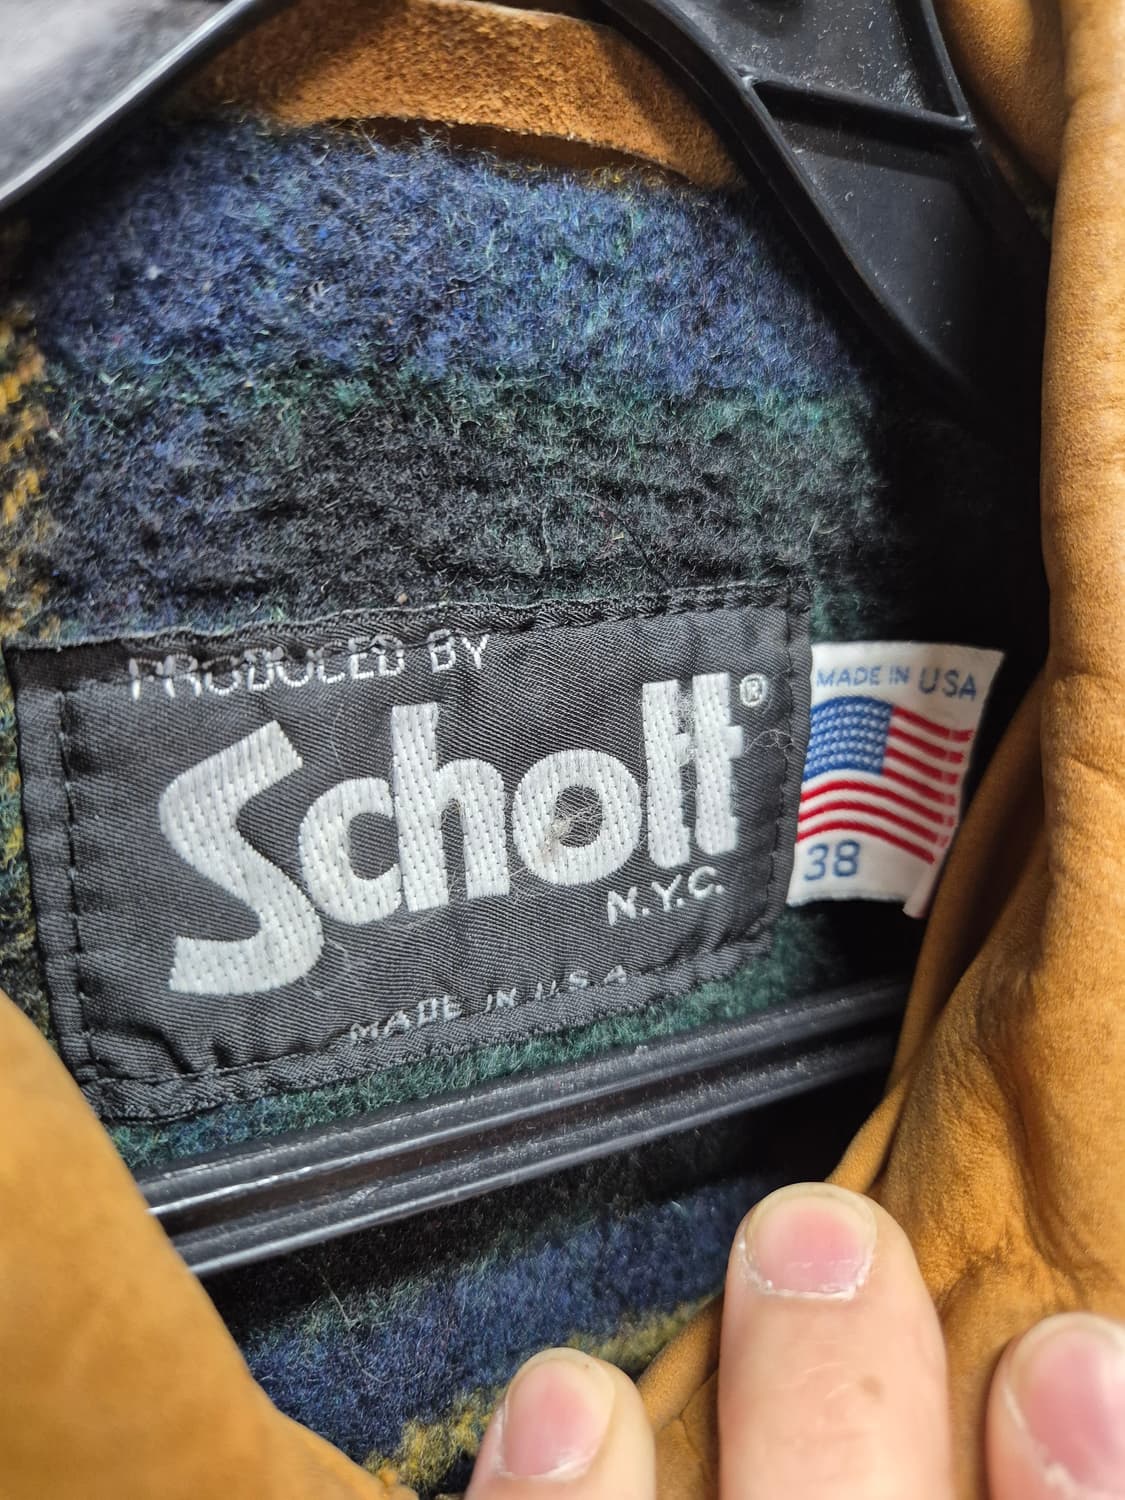 PRODUCED BY
Schott®
N.Y.C.
MADE IN U.S.A
MADE IN USA
38